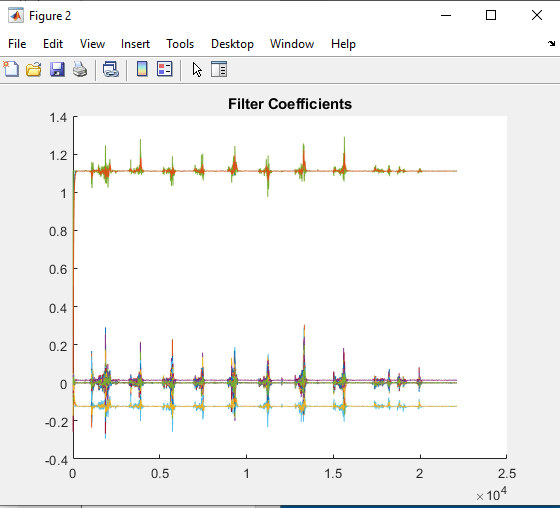 Figure 2
File Edit View Insert Tools Desktop Window Help
Filter Coefficients
1.4
1.2
1
0.8
0.6
0.4
0.2
0
-0.2
-0.4
0 0.5 1 1.5 2 2.5
×10⁴